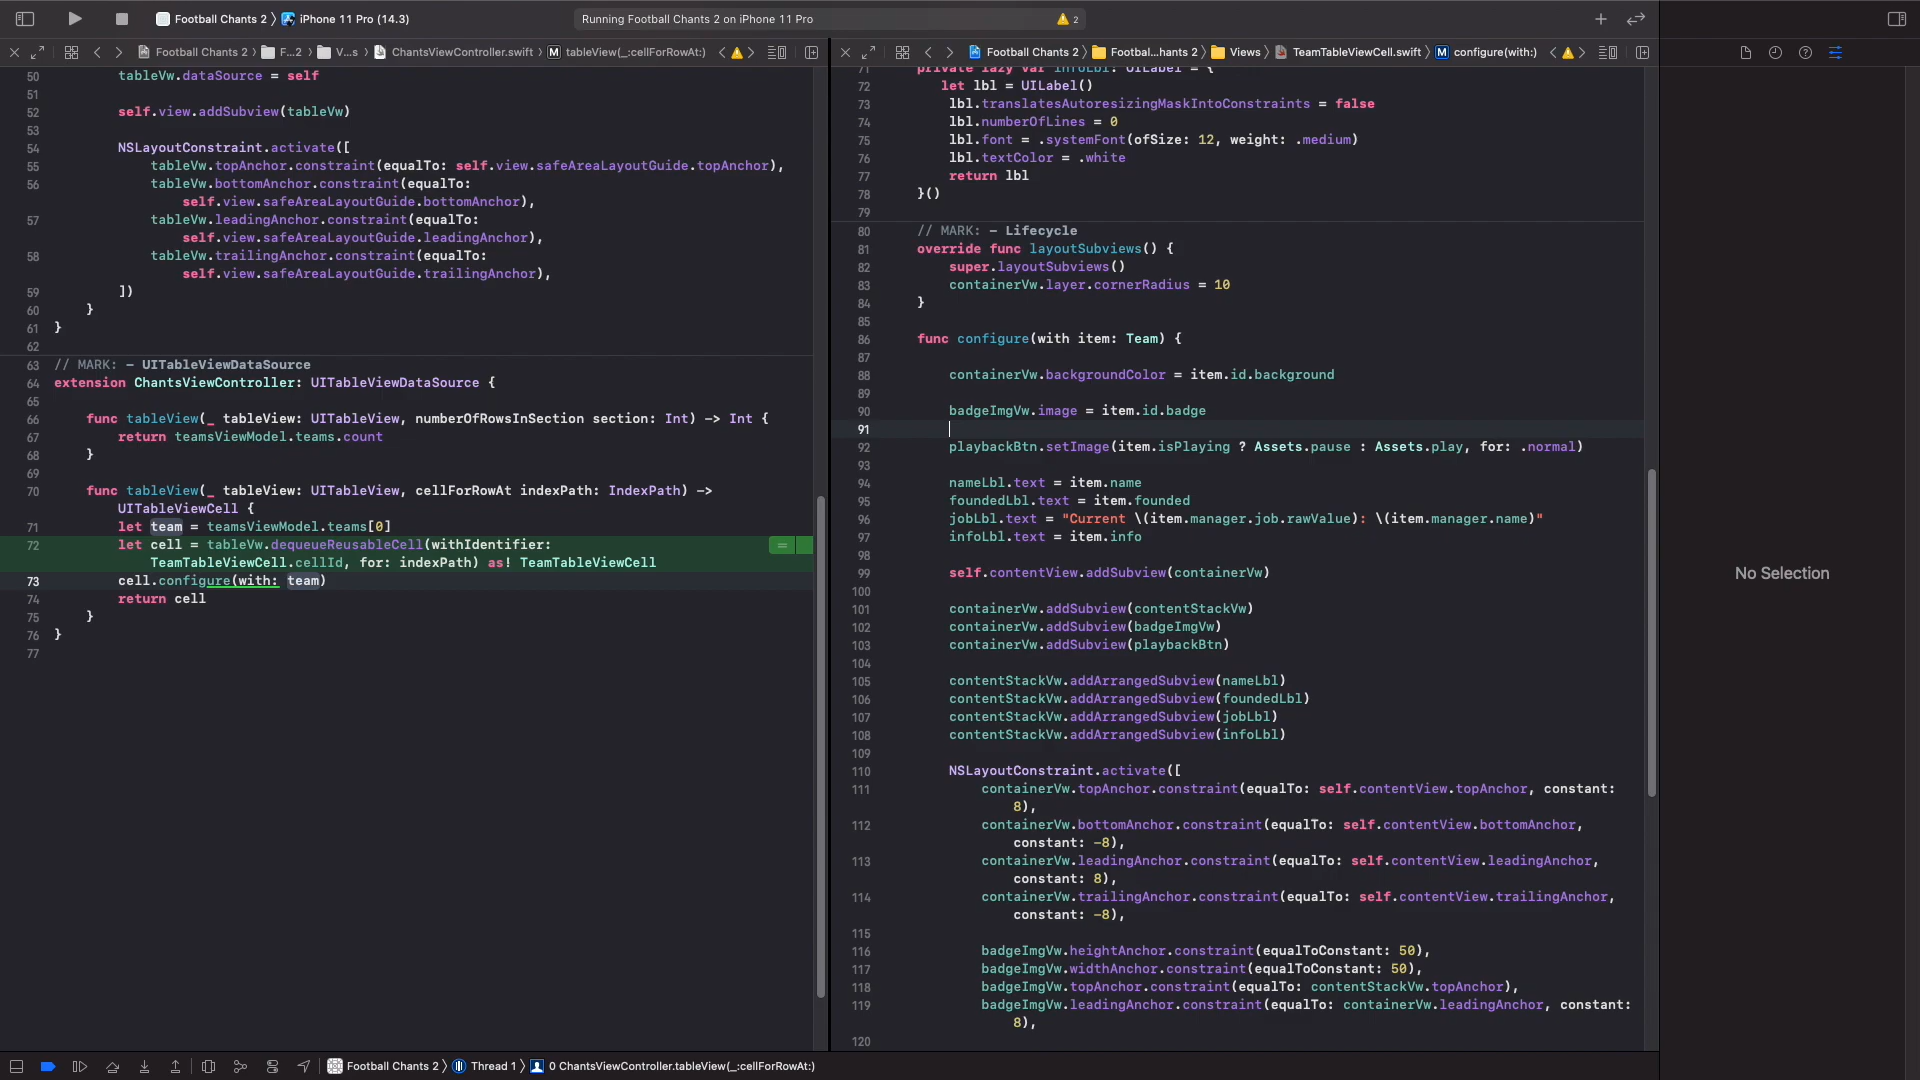 Football Chants 2 〉 iPhone 11 Pro (14.3)
Running Football Chants 2 on iPhone 11 Pro
2
Football Chants 2 〉 F...2 〉 V...s 〉 ChantsViewController.swift 〉 M tableView(_:cellForRowAt:)
50 tableVw.dataSource = self
51
52 self.view.addSubview(tableVw)
53
54 NSLayoutConstraint.activate([
55 tableVw.topAnchor.constraint(equalTo: self.view.safeAreaLayoutGuide.topAnchor),
56 tableVw.bottomAnchor.constraint(equalTo:
self.view.safeAreaLayoutGuide.bottomAnchor),
57 tableVw.leadingAnchor.constraint(equalTo:
self.view.safeAreaLayoutGuide.leadingAnchor),
58 tableVw.trailingAnchor.constraint(equalTo:
self.view.safeAreaLayoutGuide.trailingAnchor),
59 ])
60 }
61 }
62
63 // MARK: - UITableViewDataSource
64 extension ChantsViewController: UITableViewDataSource {
65
66 func tableView(_ tableView: UITableView, numberOfRowsInSection section: Int) -> Int {
67 return teamsViewModel.teams.count
68 }
69
70 func tableView(_ tableView: UITableView, cellForRowAt indexPath: IndexPath) ->
UITableViewCell {
71 let team = teamsViewModel.teams[0]
72 let cell = tableVw.dequeueReusableCell(withIdentifier:
TeamTableViewCell.cellId, for: indexPath) as! TeamTableViewCell
73 cell.configure(with: team)
74 return cell
75 }
76 }
77
Football Chants 2 〉 Footbal...hants 2 〉 Views 〉 TeamTableViewCell.swift 〉 M configure(with:)
71 private lazy var infoLbl: UILabel = {
72 let lbl = UILabel()
73 lbl.translatesAutoresizingMaskIntoConstraints = false
74 lbl.numberOfLines = 0
75 lbl.font = .systemFont(ofSize: 12, weight: .medium)
76 lbl.textColor = .white
77 return lbl
78 }()
79
80 // MARK: - Lifecycle
81 override func layoutSubviews() {
82 super.layoutSubviews()
83 containerVw.layer.cornerRadius = 10
84 }
85
86 func configure(with item: Team) {
87
88 containerVw.backgroundColor = item.id.background
89
90 badgeImgVw.image = item.id.badge
91
92 playbackBtn.setImage(item.isPlaying ? Assets.pause : Assets.play, for: .normal)
93
94 nameLbl.text = item.name
95 foundedLbl.text = item.founded
96 jobLbl.text = "Current \(item.manager.job.rawValue): \(item.manager.name)"
97 infoLbl.text = item.info
98
99 self.contentView.addSubview(containerVw)
100
101 containerVw.addSubview(contentStackVw)
102 containerVw.addSubview(badgeImgVw)
103 containerVw.addSubview(playbackBtn)
104
105 contentStackVw.addArrangedSubview(nameLbl)
106 contentStackVw.addArrangedSubview(foundedLbl)
107 contentStackVw.addArrangedSubview(jobLbl)
108 contentStackVw.addArrangedSubview(infoLbl)
109
110 NSLayoutConstraint.activate([
111 containerVw.topAnchor.constraint(equalTo: self.contentView.topAnchor, constant:
8),
112 containerVw.bottomAnchor.constraint(equalTo: self.contentView.bottomAnchor,
constant: -8),
113 containerVw.leadingAnchor.constraint(equalTo: self.contentView.leadingAnchor,
constant: 8),
114 containerVw.trailingAnchor.constraint(equalTo: self.contentView.trailingAnchor,
constant: -8),
115
116 badgeImgVw.heightAnchor.constraint(equalToConstant: 50),
117 badgeImgVw.widthAnchor.constraint(equalToConstant: 50),
118 badgeImgVw.topAnchor.constraint(equalTo: contentStackVw.topAnchor),
119 badgeImgVw.leadingAnchor.constraint(equalTo: containerVw.leadingAnchor, constant:
8),
120
No Selection
Football Chants 2 〉 Thread 1 〉 0 ChantsViewController.tableView(_:cellForRowAt:)